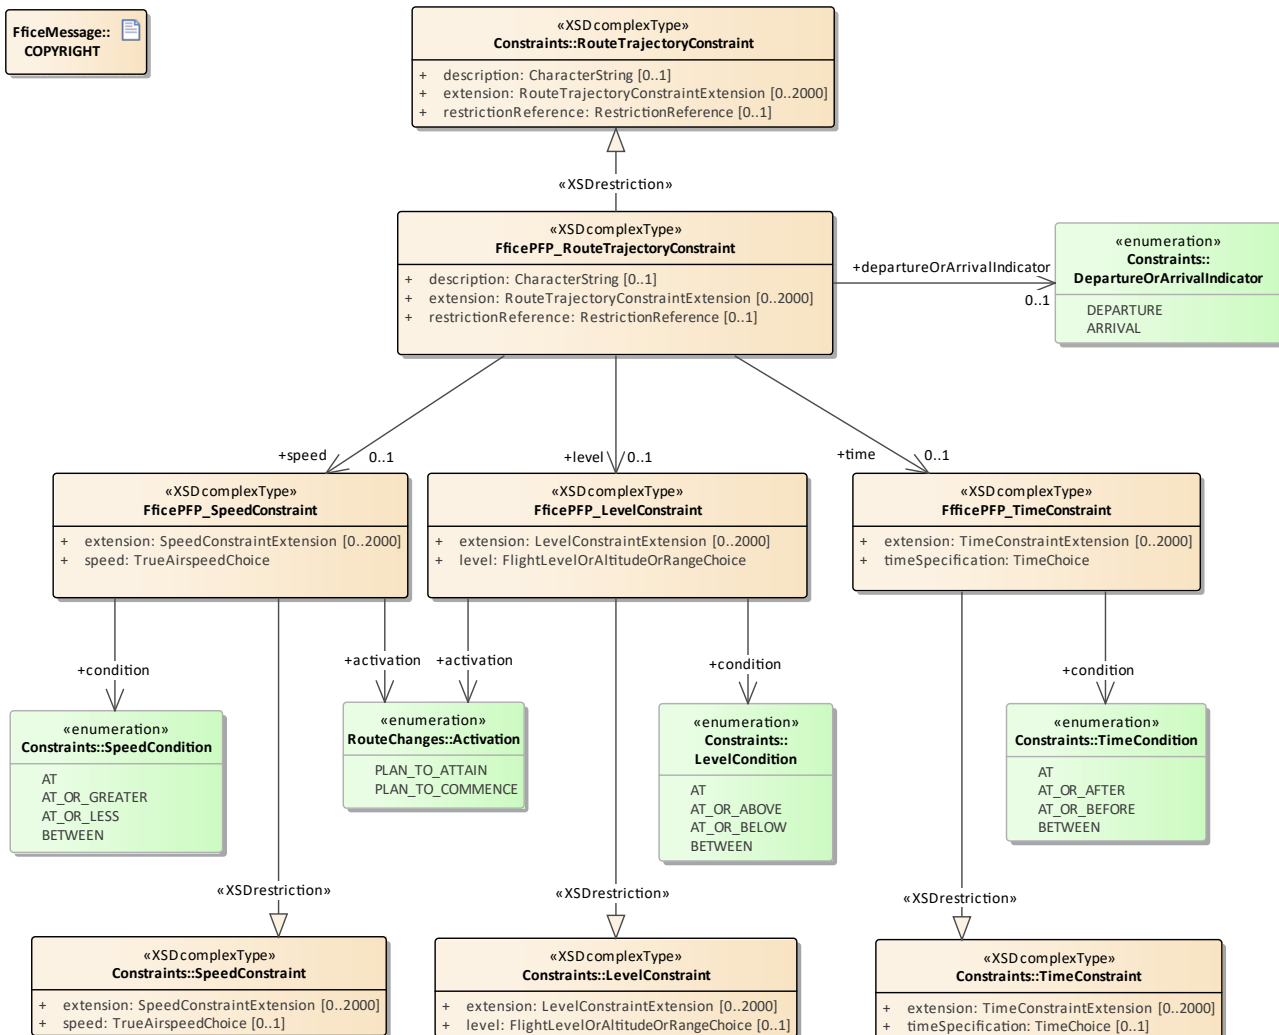 FficeMessage::
COPYRIGHT
«XSDcomplexType»
Constraints::RouteTrajectoryConstraint
+ description: CharacterString [0..1]
+ extension: RouteTrajectoryConstraintExtension [0..2000]
+ restrictionReference: RestrictionReference [0..1]
«XSDrestriction»
«XSDcomplexType»
FficePFP_RouteTrajectoryConstraint
+ description: CharacterString [0..1]
+ extension: RouteTrajectoryConstraintExtension [0..2000]
+ restrictionReference: RestrictionReference [0..1]
+departureOrArrivalIndicator
0..1
«enumeration»
Constraints::
DepartureOrArrivalIndicator
DEPARTURE
ARRIVAL
+speed 0..1
+level 0..1
+time 0..1
«XSDcomplexType»
FficePFP_SpeedConstraint
+ extension: SpeedConstraintExtension [0..2000]
+ speed: TrueAirspeedChoice
«XSDcomplexType»
FficePFP_LevelConstraint
+ extension: LevelConstraintExtension [0..2000]
+ level: FlightLevelOrAltitudeOrRangeChoice
«XSDcomplexType»
FfficePFP_TimeConstraint
+ extension: TimeConstraintExtension [0..2000]
+ timeSpecification: TimeChoice
+condition
+activation
+activation
+condition
+condition
«enumeration»
Constraints::SpeedCondition
AT
AT_OR_GREATER
AT_OR_LESS
BETWEEN
«enumeration»
RouteChanges::Activation
PLAN_TO_ATTAIN
PLAN_TO_COMMENCE
«enumeration»
Constraints::
LevelCondition
AT
AT_OR_ABOVE
AT_OR_BELOW
BETWEEN
«enumeration»
Constraints::TimeCondition
AT
AT_OR_AFTER
AT_OR_BEFORE
BETWEEN
«XSDrestriction»
«XSDrestriction»
«XSDrestriction»
«XSDcomplexType»
Constraints::SpeedConstraint
+ extension: SpeedConstraintExtension [0..2000]
+ speed: TrueAirspeedChoice [0..1]
«XSDcomplexType»
Constraints::LevelConstraint
+ extension: LevelConstraintExtension [0..2000]
+ level: FlightLevelOrAltitudeOrRangeChoice [0..1]
«XSDcomplexType»
Constraints::TimeConstraint
+ extension: TimeConstraintExtension [0..2000]
+ timeSpecification: TimeChoice [0..1]